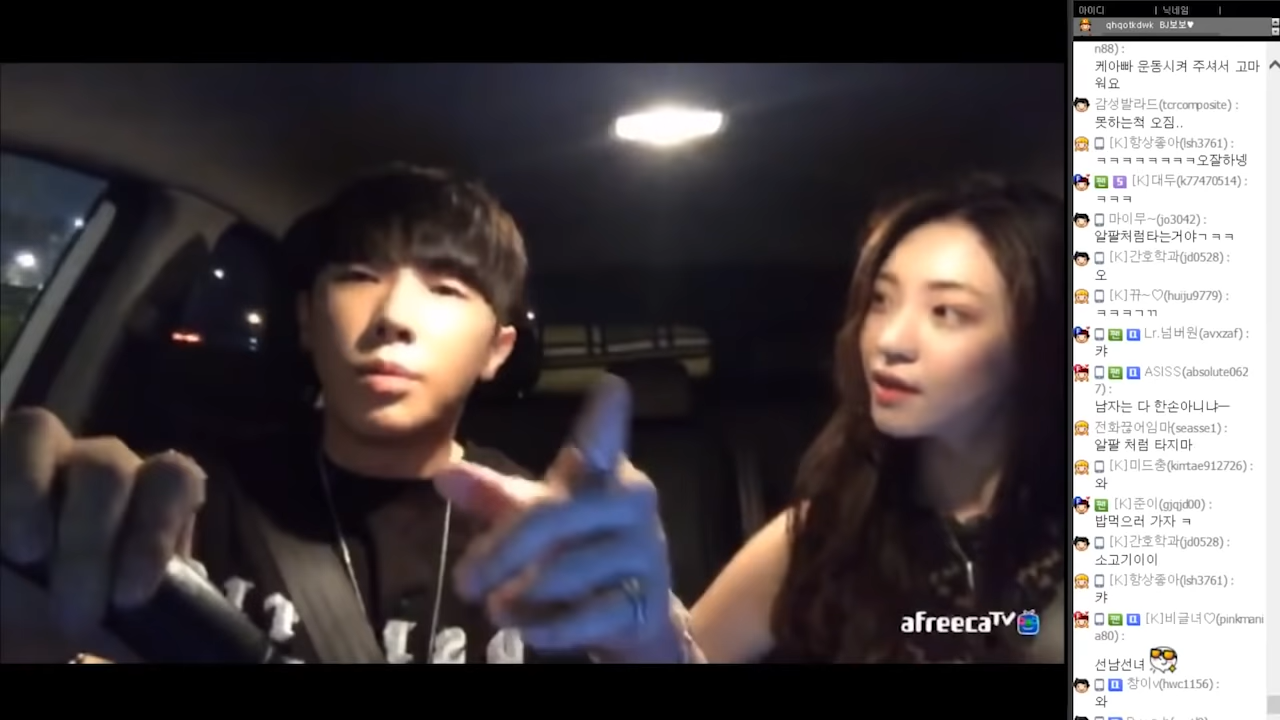 아이디 | 닉네임 |
qhqotkdwk BJ보보♥
n88) :
케아빠 운동시켜 주셔서 고마
워요
감성발라드(tcrcomposite) :
못하는척 오짐..
[K]항상좋아(lsh3761) :
ㅋㅋㅋㅋㅋㅋㅋㅋ오잘하넹
팬 5 [K]대두(k77470514) :
ㅋㅋㅋ
마이무~(jo3042) :
알팔처럼타는거야ㄱㅋㅋ
[K]간호학과(jd0528) :
오
[K]뀨~♡(huiju9779) :
ㅋㅋㅋㄱㄲ
팬 Lr.넘버원(avxzaf) :
캬
팬 ASISS(absolute062
7) :
남자는 다 한손아니냐ㅡ
전화끊어임마(seasse1) :
알팔 처럼 타지마
[K]미드충(kimtae912726) :
와
팬 [K]준이(gjqjd00) :
밥먹으러 가자 ㅋ
[K]간호학과(jd0528) :
소고기이이
[K]항상좋아(lsh3761) :
캬
팬 [K]비글녀♡(pinkmani
a80) :
선남선녀
창이v(hwc1156) :
와
afreecaTV